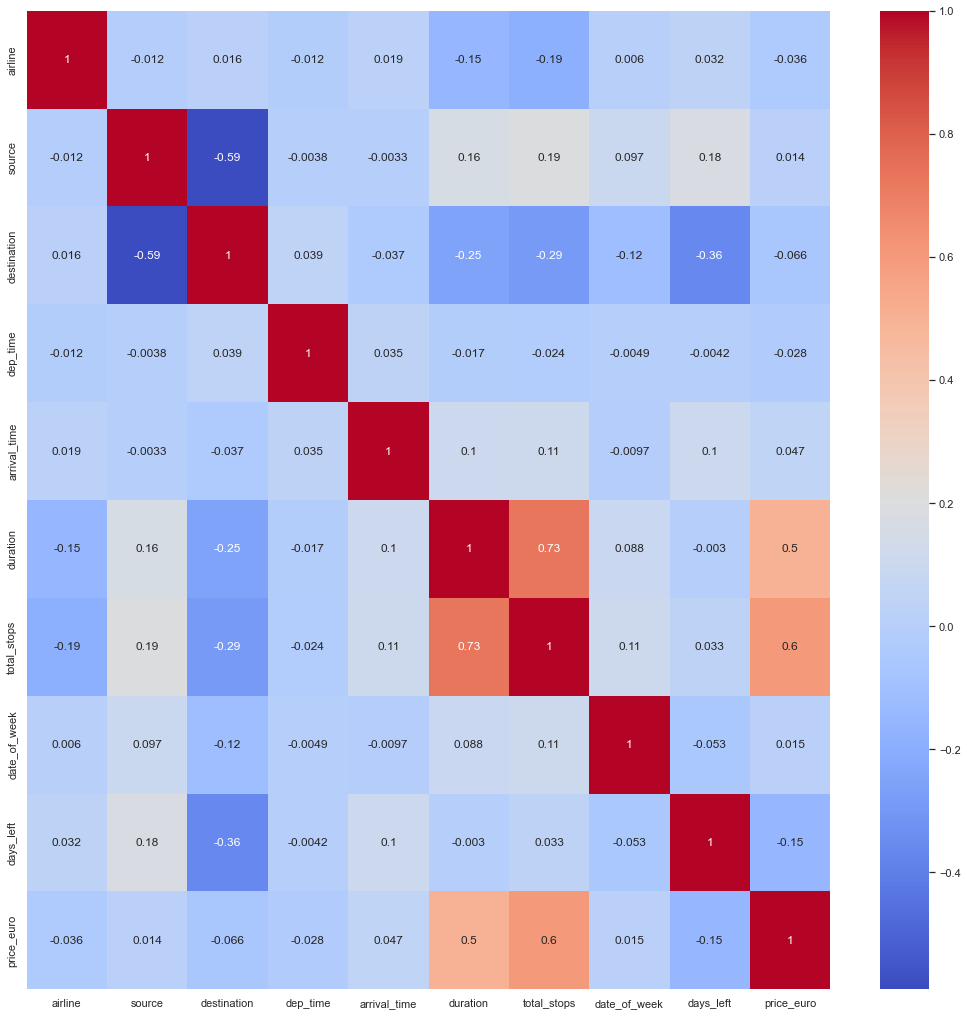 airline 1 -0.012 0.016 -0.012 0.019 -0.15 -0.19 0.006 0.032 -0.036
source -0.012 1 -0.59 -0.0038 -0.0033 0.16 0.19 0.097 0.18 0.014
destination 0.016 -0.59 1 0.039 -0.037 -0.25 -0.29 -0.12 -0.36 -0.066
dep_time -0.012 -0.0038 0.039 1 0.035 -0.017 -0.024 -0.0049 -0.0042 -0.028
arrival_time 0.019 -0.0033 -0.037 0.035 1 0.1 0.11 -0.0097 0.1 0.047
duration -0.15 0.16 -0.25 -0.017 0.1 1 0.73 0.088 -0.003 0.5
total_stops -0.19 0.19 -0.29 -0.024 0.11 0.73 1 0.11 0.033 0.6
date_of_week 0.006 0.097 -0.12 -0.0049 -0.0097 0.088 0.11 1 -0.053 0.015
days_left 0.032 0.18 -0.36 -0.0042 0.1 -0.003 0.033 -0.053 1 -0.15
price_euro -0.036 0.014 -0.066 -0.028 0.047 0.5 0.6 0.015 -0.15 1
airline source destination dep_time arrival_time duration total_stops date_of_week days_left price_euro
1.0
0.8
0.6
0.4
0.2
0.0
−0.2
−0.4